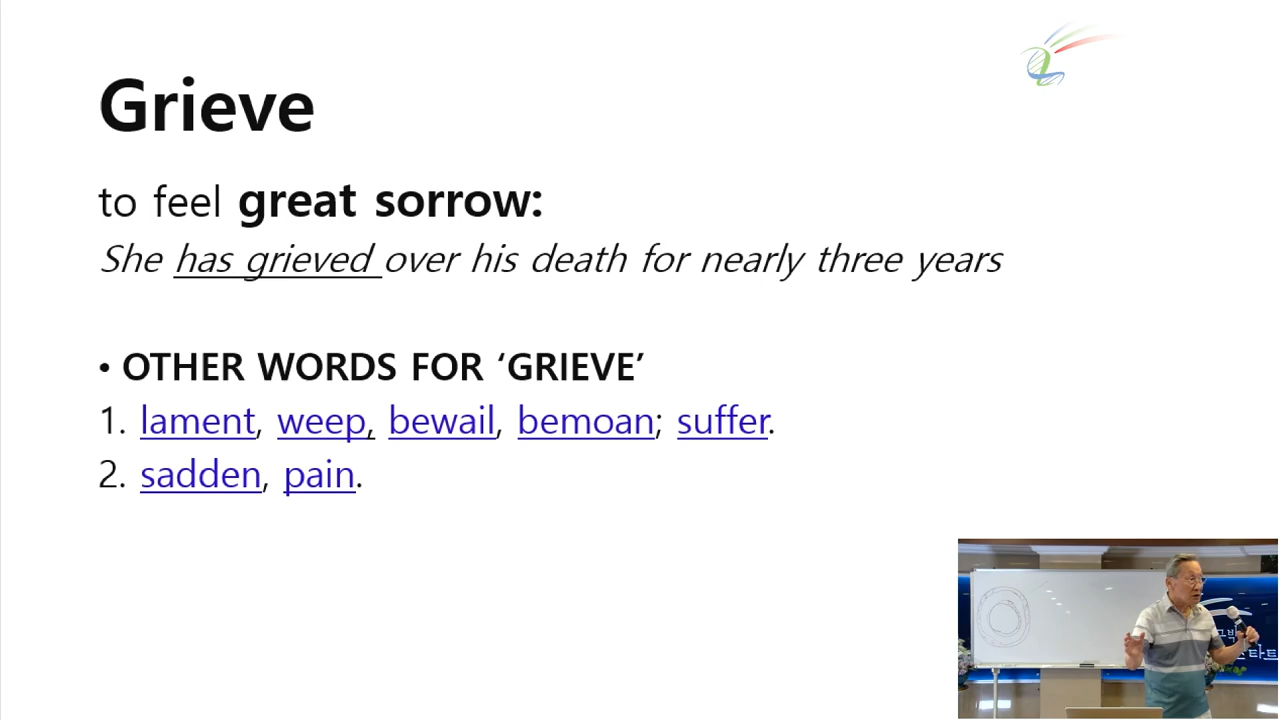 Grieve
to feel great sorrow:
She has grieved over his death for nearly three years
• OTHER WORDS FOR ‘GRIEVE’
1. lament, weep, bewail, bemoan; suffer.
2. sadden, pain.